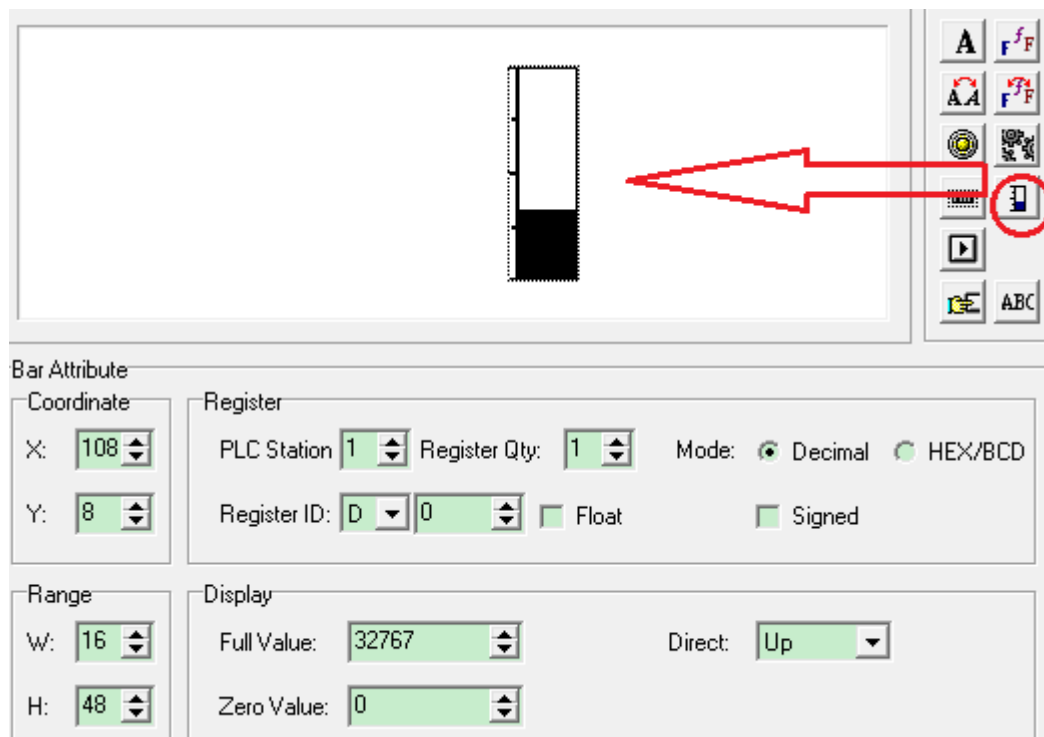 A F f F
A A F f F
Bar Attribute
Coordinate
Register
X: 108
PLC Station 1 Register Qty: 1 Mode: Decimal HEX/BCD
Y: 8
Register ID: D 0 Float Signed
ABC
Range
Display
W: 16
Full Value: 32767 Direct: Up
H: 48
Zero Value: 0